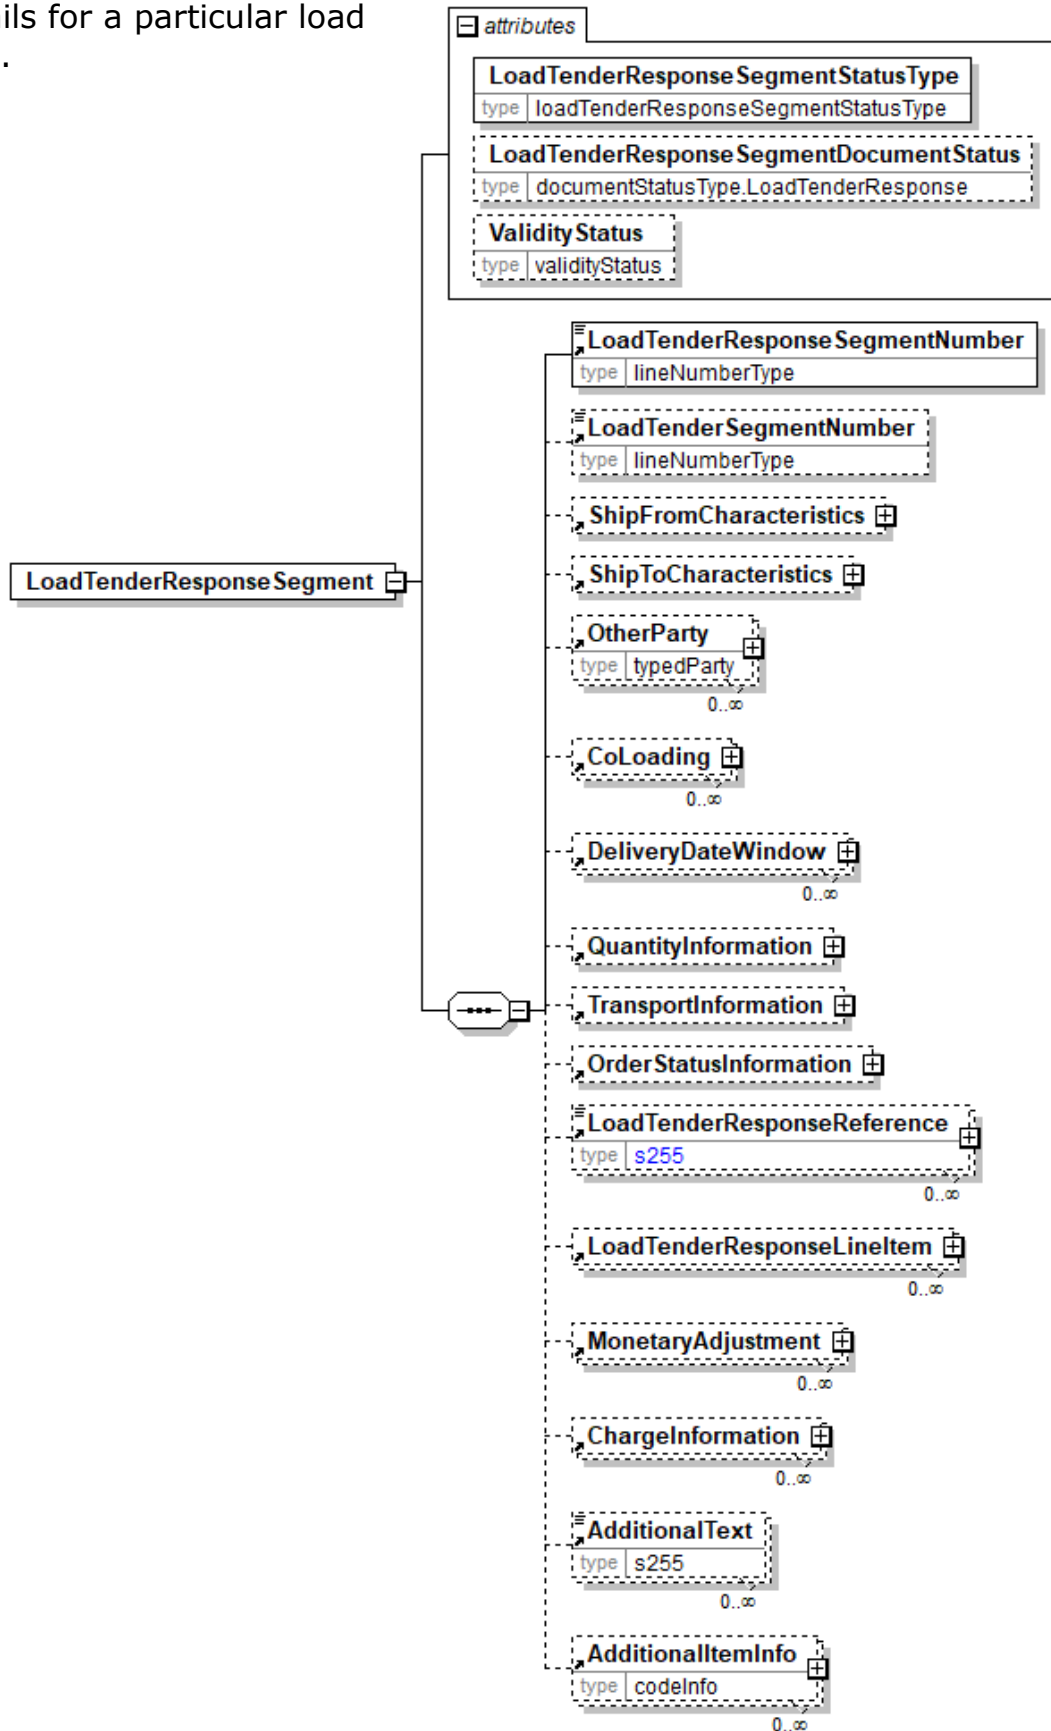 ils for a particular load
.
attributes
LoadTenderResponseSegmentStatusType
type loadTenderResponseSegmentStatusType
LoadTenderResponseSegmentDocumentStatus
type documentStatusType.LoadTenderResponse
ValidityStatus
type validityStatus
LoadTenderResponseSegmentNumber
type lineNumberType
LoadTenderSegmentNumber
type lineNumberType
ShipFromCharacteristics
ShipToCharacteristics
LoadTenderResponseSegment
OtherParty
type typedParty
0..∞
CoLoading
0..∞
DeliveryDateWindow
0..∞
QuantityInformation
TransportInformation
OrderStatusInformation
LoadTenderResponseReference
type s255
0..∞
LoadTenderResponseLineItem
0..∞
MonetaryAdjustment
0..∞
ChargeInformation
0..∞
AdditionalText
type s255
0..∞
AdditionalItemInfo
type codeInfo
0..∞